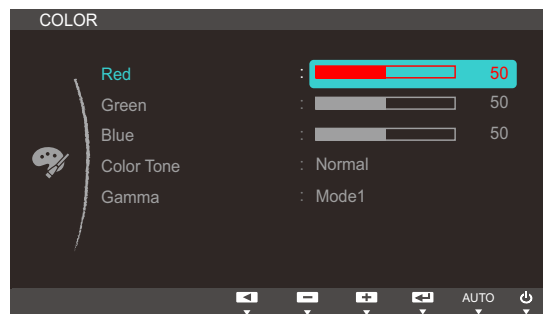 COLOR
Red : 50
Green : 50
Blue : 50
Color Tone : Normal
Gamma : Mode1
AUTO